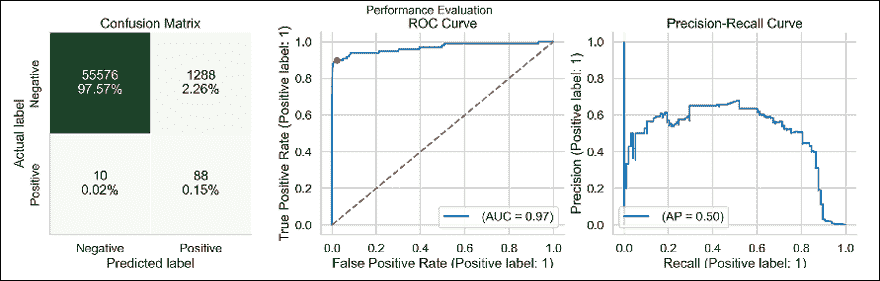 Performance Evaluation
Confusion Matrix
Actual label
Negative
Positive
55576
97.57%
1288
2.26%
10
0.02%
88
0.15%
Negative Positive
Predicted label
ROC Curve
True Positive Rate (Positive label: 1)
1.0
0.8
0.6
0.4
0.2
0.0
(AUC = 0.97)
0.0 0.2 0.4 0.6 0.8 1.0
False Positive Rate (Positive label: 1)
Precision-Recall Curve
Precision (Positive label: 1)
1.0
0.8
0.6
0.4
0.2
0.0
(AP = 0.50)
0.0 0.2 0.4 0.6 0.8 1.0
Recall (Positive label: 1)